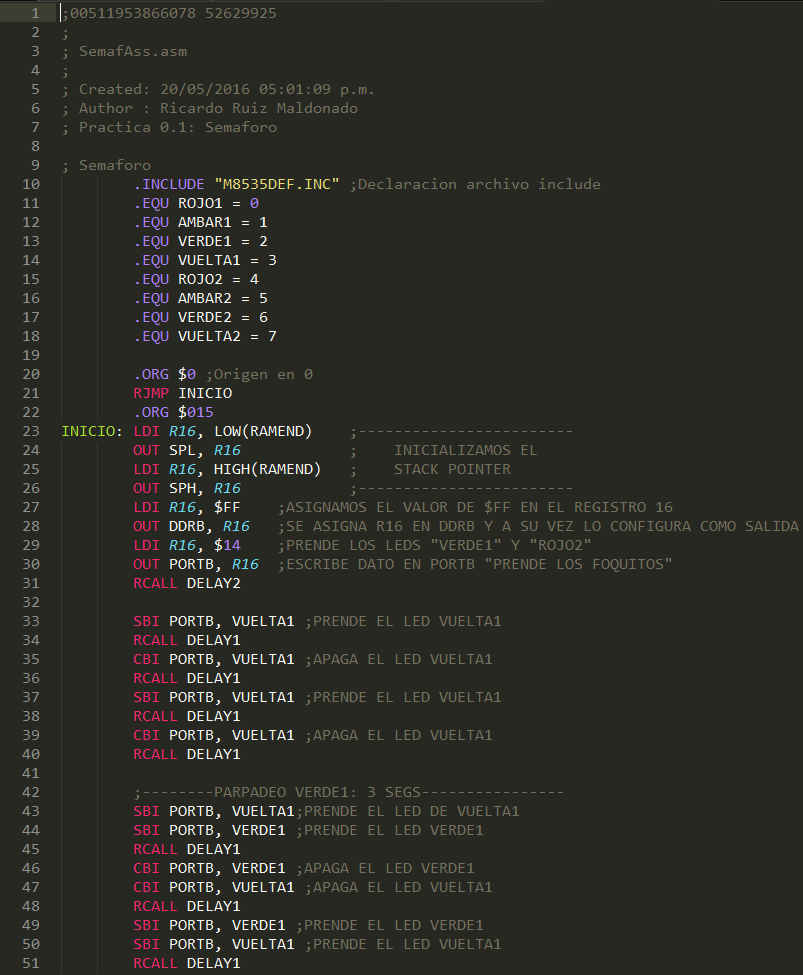 1 ;00511953866078 52629925
2 ;
3 ; SemafAss.asm
4 ;
5 ; Created: 20/05/2016 05:01:09 p.m.
6 ; Author : Ricardo Ruiz Maldonado
7 ; Practica 0.1: Semaforo
8
9 ; Semaforo
10 .INCLUDE "M8535DEF.INC" ;Declaracion archivo include
11 .EQU ROJO1 = 0
12 .EQU AMBAR1 = 1
13 .EQU VERDE1 = 2
14 .EQU VUELTA1 = 3
15 .EQU ROJO2 = 4
16 .EQU AMBAR2 = 5
17 .EQU VERDE2 = 6
18 .EQU VUELTA2 = 7
19
20 .ORG $0 ;Origen en 0
21 RJMP INICIO
22 .ORG $015
23 INICIO: LDI R16, LOW(RAMEND) ;------------------------
24 OUT SPL, R16 ; INICIALIZAMOS EL
25 LDI R16, HIGH(RAMEND) ; STACK POINTER
26 OUT SPH, R16 ;------------------------
27 LDI R16, $FF ;ASIGNAMOS EL VALOR DE $FF EN EL REGISTRO 16
28 OUT DDRB, R16 ;SE ASIGNA R16 EN DDRB Y A SU VEZ LO CONFIGURA COMO SALIDA
29 LDI R16, $14 ;PRENDE LOS LEDS "VERDE1" Y "ROJO2"
30 OUT PORTB, R16 ;ESCRIBE DATO EN PORTB "PRENDE LOS FOQUITOS"
31 RCALL DELAY2
32
33 SBI PORTB, VUELTA1 ;PRENDE EL LED VUELTA1
34 RCALL DELAY1
35 CBI PORTB, VUELTA1 ;APAGA EL LED VUELTA1
36 RCALL DELAY1
37 SBI PORTB, VUELTA1 ;PRENDE EL LED VUELTA1
38 RCALL DELAY1
39 CBI PORTB, VUELTA1 ;APAGA EL LED VUELTA1
40 RCALL DELAY1
41
42 ;--------PARPADEO VERDE1: 3 SEGS----------------
43 SBI PORTB, VUELTA1;PRENDE EL LED DE VUELTA1
44 SBI PORTB, VERDE1 ;PRENDE EL LED VERDE1
45 RCALL DELAY1
46 CBI PORTB, VERDE1 ;APAGA EL LED VERDE1
47 CBI PORTB, VUELTA1 ;APAGA EL LED VUELTA1
48 RCALL DELAY1
49 SBI PORTB, VERDE1 ;PRENDE EL LED VERDE1
50 SBI PORTB, VUELTA1 ;PRENDE EL LED VUELTA1
51 RCALL DELAY1